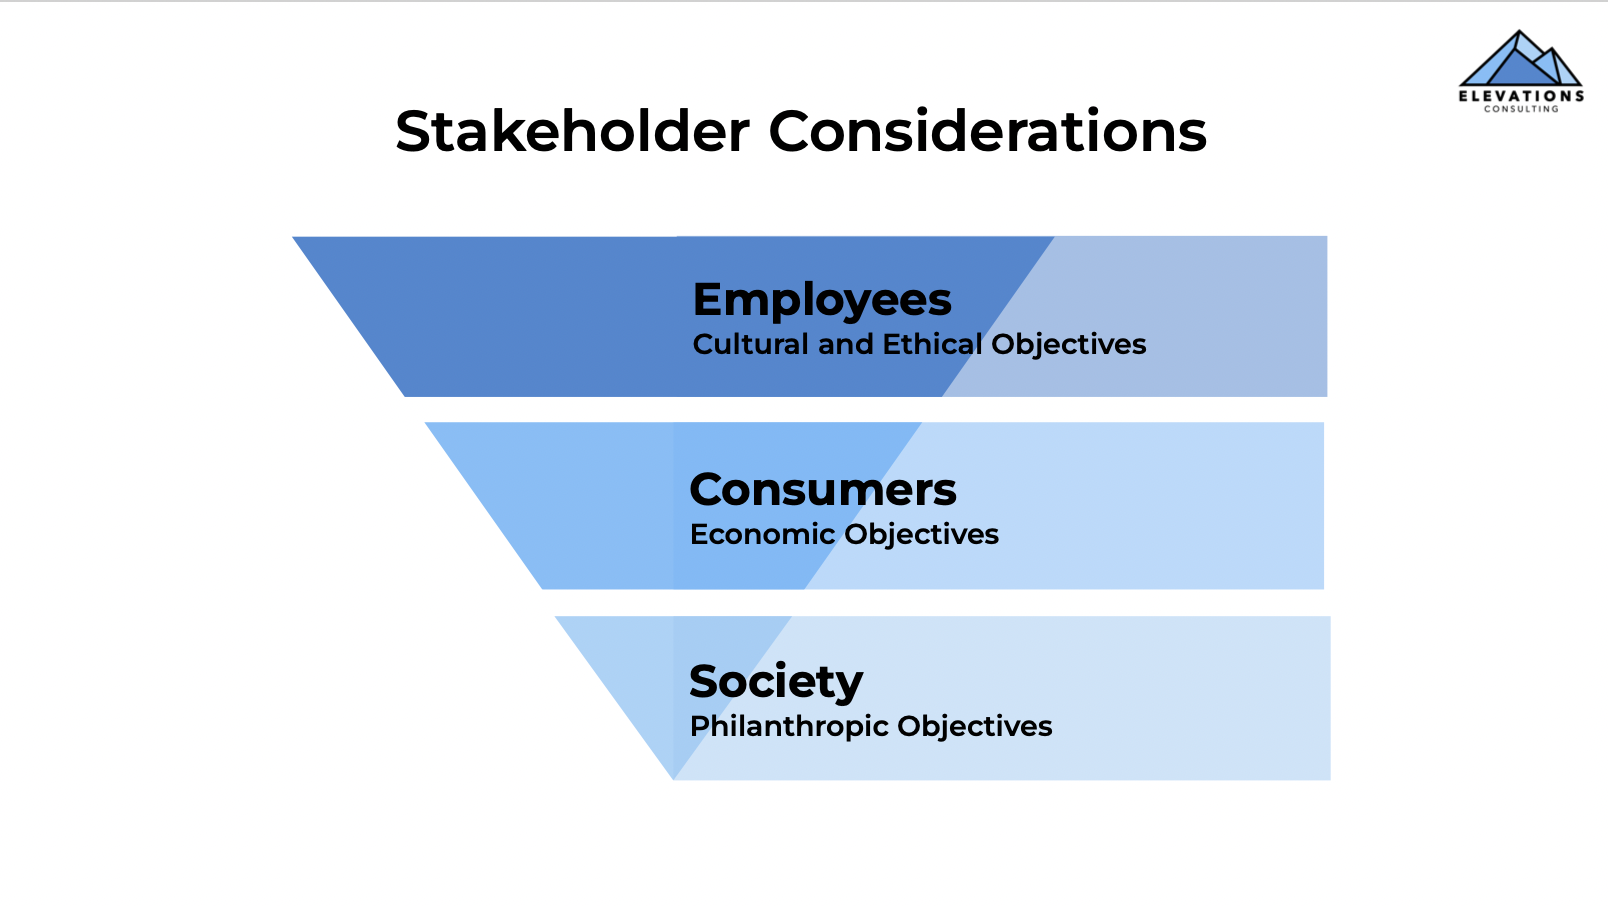 ELEVATIONS
CONSULTING
Stakeholder Considerations
Employees
Cultural and Ethical Objectives
Consumers
Economic Objectives
Society
Philanthropic Objectives